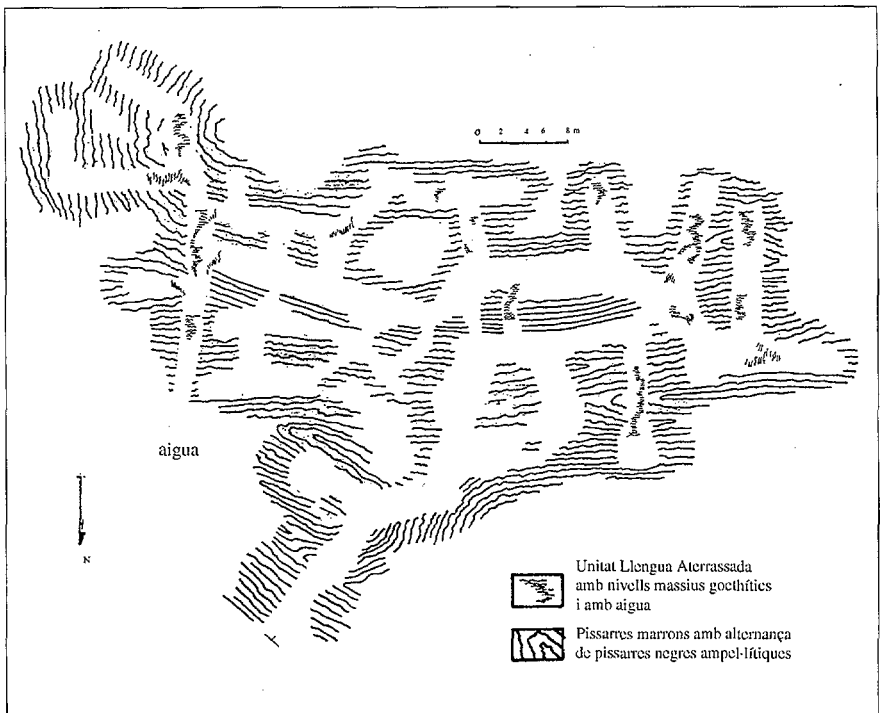 0 2 4 6 8 m
aigua
N
Unitat Llengua Aterrassada
amb nivells massius goethítics
i amb aigua
Pissarres marrons amb alternança
de pissarres negres ampel·lítiques